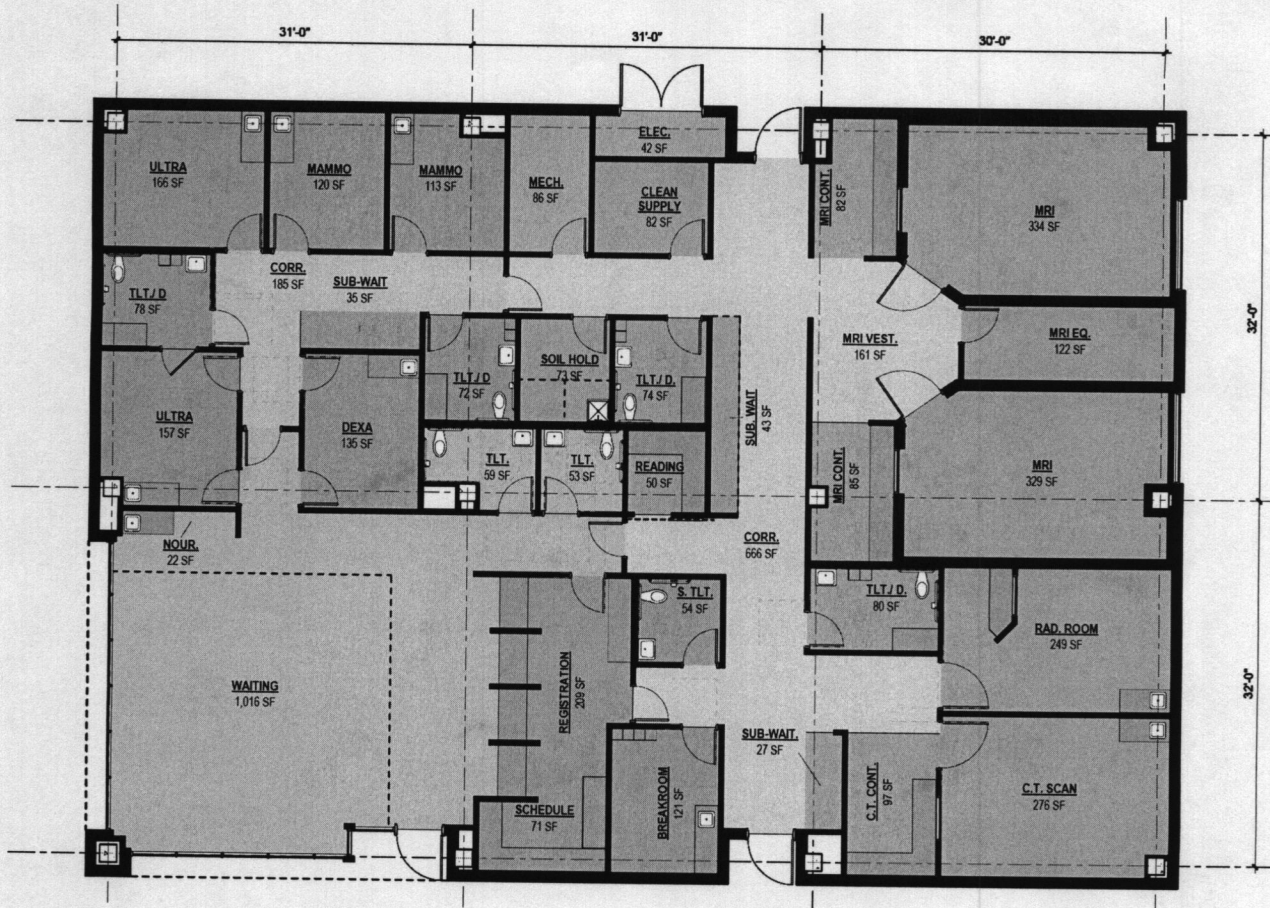 31'-0"
31'-0"
30'-0"
ELEC.
42 SF
ULTRA
166 SF
MAMMO
120 SF
MAMMO
113 SF
MECH.
86 SF
CLEAN
SUPPLY
82 SF
MRI CONT.
82 SF
MRI
334 SF
CORR.
185 SF
SUB-WAIT
35 SF
TLT./ D
78 SF
MRI VEST.
161 SF
MRI EQ.
122 SF
32'-0"
SOIL HOLD
73 SF
TLT./ D
72 SF
TLT./ D.
74 SF
ULTRA
157 SF
DEXA
135 SF
SUB. WAIT
43 SF
TLT.
59 SF
TLT.
53 SF
READING
50 SF
MRI CONT.
85 SF
MRI
329 SF
NOUR.
22 SF
CORR.
666 SF
S. TLT.
54 SF
TLT./ D.
80 SF
RAD. ROOM
249 SF
WAITING
1,016 SF
REGISTRATION
209 SF
32'-0"
SUB-WAIT.
27 SF
C.T. CONT.
97 SF
C.T. SCAN
276 SF
SCHEDULE
71 SF
BREAKROOM
121 SF